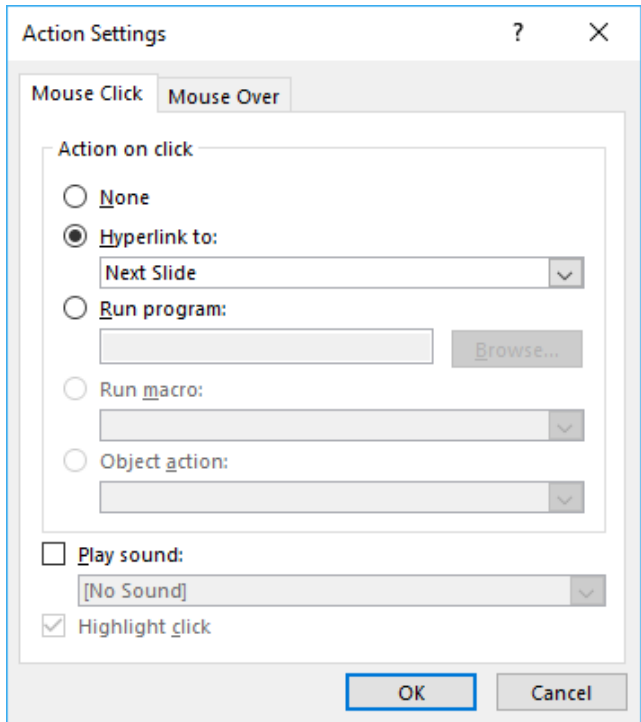 Action Settings ?
Mouse Click Mouse Over
Action on click
None
Hyperlink to:
Next Slide
Run program:
Browse...
Run macro:
Object action:
Play sound:
[No Sound]
Highlight click
OK Cancel